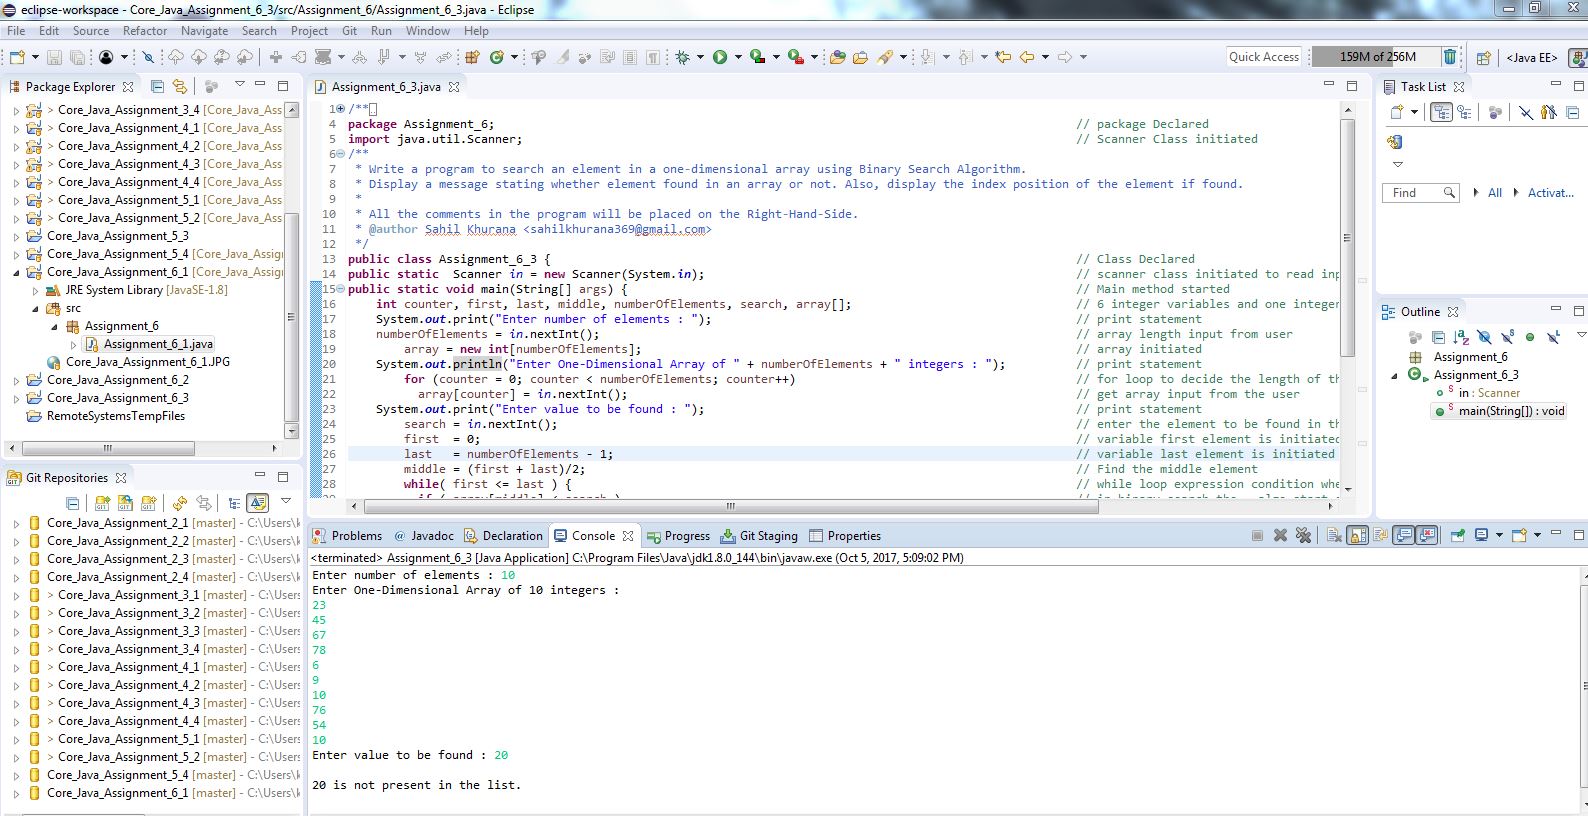 eclipse-workspace - Core_Java_Assignment_6_3/src/Assignment_6/Assignment_6_3.java - Eclipse
File Edit Source Refactor Navigate Search Project Git Run Window Help
Quick Access 159M of 256M <Java EE>
Package Explorer
> Core_Java_Assignment_3_4 [Core_Java_Ass
> Core_Java_Assignment_4_1 [Core_Java_Ass
> Core_Java_Assignment_4_2 [Core_Java_Ass
> Core_Java_Assignment_4_3 [Core_Java_Ass
> Core_Java_Assignment_4_4 [Core_Java_Ass
> Core_Java_Assignment_5_1 [Core_Java_Ass
> Core_Java_Assignment_5_2 [Core_Java_Ass
Core_Java_Assignment_5_3
Core_Java_Assignment_5_4 [Core_Java_Assig
Core_Java_Assignment_6_1 [Core_Java_Assig
JRE System Library [JavaSE-1.8]
src
Assignment_6
Assignment_6_1.java
Core_Java_Assignment_6_1.JPG
Core_Java_Assignment_6_2
Core_Java_Assignment_6_3
RemoteSystemsTempFiles
Git Repositories
Core_Java_Assignment_2_1 [master] - C:\Users\k
> Core_Java_Assignment_2_2 [master] - C:\Users
> Core_Java_Assignment_2_3 [master] - C:\Users
> Core_Java_Assignment_2_4 [master] - C:\Users
> Core_Java_Assignment_3_1 [master] - C:\Users
> Core_Java_Assignment_3_2 [master] - C:\Users
> Core_Java_Assignment_3_3 [master] - C:\Users
> Core_Java_Assignment_3_4 [master] - C:\Users
> Core_Java_Assignment_4_1 [master] - C:\Users
> Core_Java_Assignment_4_2 [master] - C:\Users
> Core_Java_Assignment_4_3 [master] - C:\Users
> Core_Java_Assignment_4_4 [master] - C:\Users
> Core_Java_Assignment_5_1 [master] - C:\Users
> Core_Java_Assignment_5_2 [master] - C:\Users
Core_Java_Assignment_5_4 [master] - C:\Users\k
Core_Java_Assignment_6_1 [master] - C:\Users\k
Assignment_6_3.java
1 /**
4 package Assignment_6; // package Declared
5 import java.util.Scanner; // Scanner Class initiated
6 /**
7 * Write a program to search an element in a one-dimensional array using Binary Search Algorithm.
8 * Display a message stating whether element found in an array or not. Also, display the index position of the element if found.
9 *
10 * All the comments in the program will be placed on the Right-Hand-Side.
11 * @author Sahil Khurana <sahilkhurana369@gmail.com>
12 */
13 public class Assignment_6_3 { // Class Declared
14 public static Scanner in = new Scanner(System.in); // scanner class initiated to read inp
15 public static void main(String[] args) { // Main method started
16 int counter, first, last, middle, numberOfElements, search, array[]; // 6 integer variables and one integer
17 System.out.print("Enter number of elements : "); // print statement
18 numberOfElements = in.nextInt(); // array length input from user
19 array = new int[numberOfElements]; // array initiated
20 System.out.println("Enter One-Dimensional Array of " + numberOfElements + " integers : "); // print statement
21 for (counter = 0; counter < numberOfElements; counter++) // for loop to decide the length of th
22 array[counter] = in.nextInt(); // get array input from the user
23 System.out.print("Enter value to be found : "); // print statement
24 search = in.nextInt(); // enter the element to be found in th
25 first = 0; // variable first element is initiated
26 last = numberOfElements - 1; // variable last element is initiated
27 middle = (first + last)/2; // Find the middle element
28 while( first <= last ) { // while loop expression condition whe
Task List
Find All Activat...
Outline
Assignment_6
Assignment_6_3
in : Scanner
main(String[]) : void
Problems @ Javadoc Declaration Console Progress Git Staging Properties
<terminated> Assignment_6_3 [Java Application] C:\Program Files\Java\jdk1.8.0_144\bin\javaw.exe (Oct 5, 2017, 5:09:02 PM)
Enter number of elements : 10
Enter One-Dimensional Array of 10 integers :
23
45
67
78
6
9
10
76
54
10
Enter value to be found : 20
20 is not present in the list.